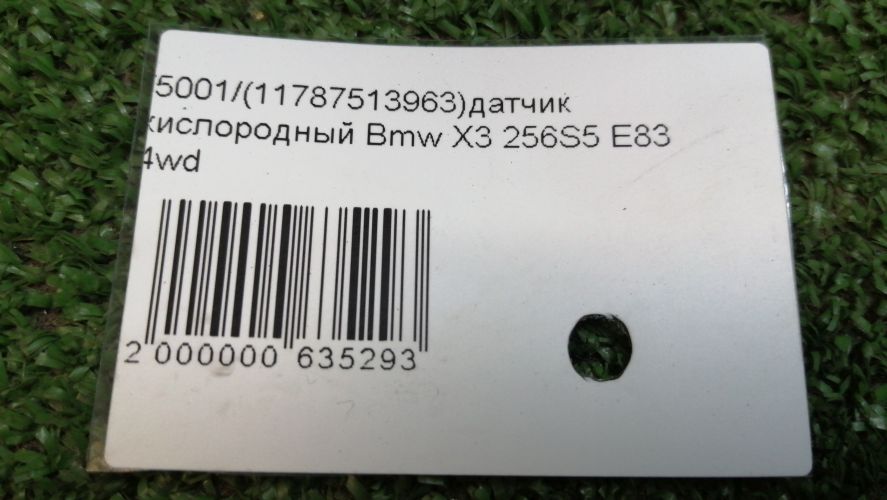 5001/(11787513963)датчик
кислородный Bmw X3 256S5 E83
4wd
2 000000 635293